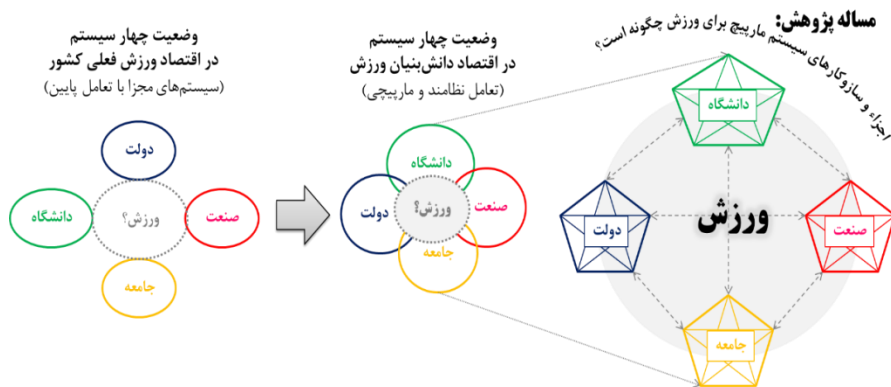 مساله پژوهش:
اجزاء و سازوکارهای سیستم مارپیچ برای ورزش چگونه است؟
دانشگاه
دولت
ورزش
صنعت
جامعه
وضعیت چهار سیستم
در اقتصاد دانش‌بنیان ورزش
(تعامل نظامند و مارپیچی)
دانشگاه
دولت
ورزش؟
صنعت
جامعه
وضعیت چهار سیستم
در اقتصاد ورزش فعلی کشور
(سیستم‌های مجزا با تعامل پایین)
دولت
دانشگاه
ورزش؟
صنعت
جامعه